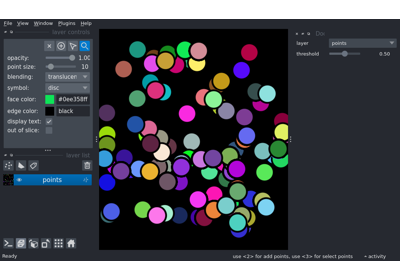 File View Window Plugins Help
layer controls
opacity: 1.00
point size: 10
blending: translucen
symbol: disc
face color: #0ee358ff
edge color: black
display text:
out of slice:
layer list
points
Do
layer points
threshold 0.50
Ready
use <2> for add points, use <3> for select points
activity